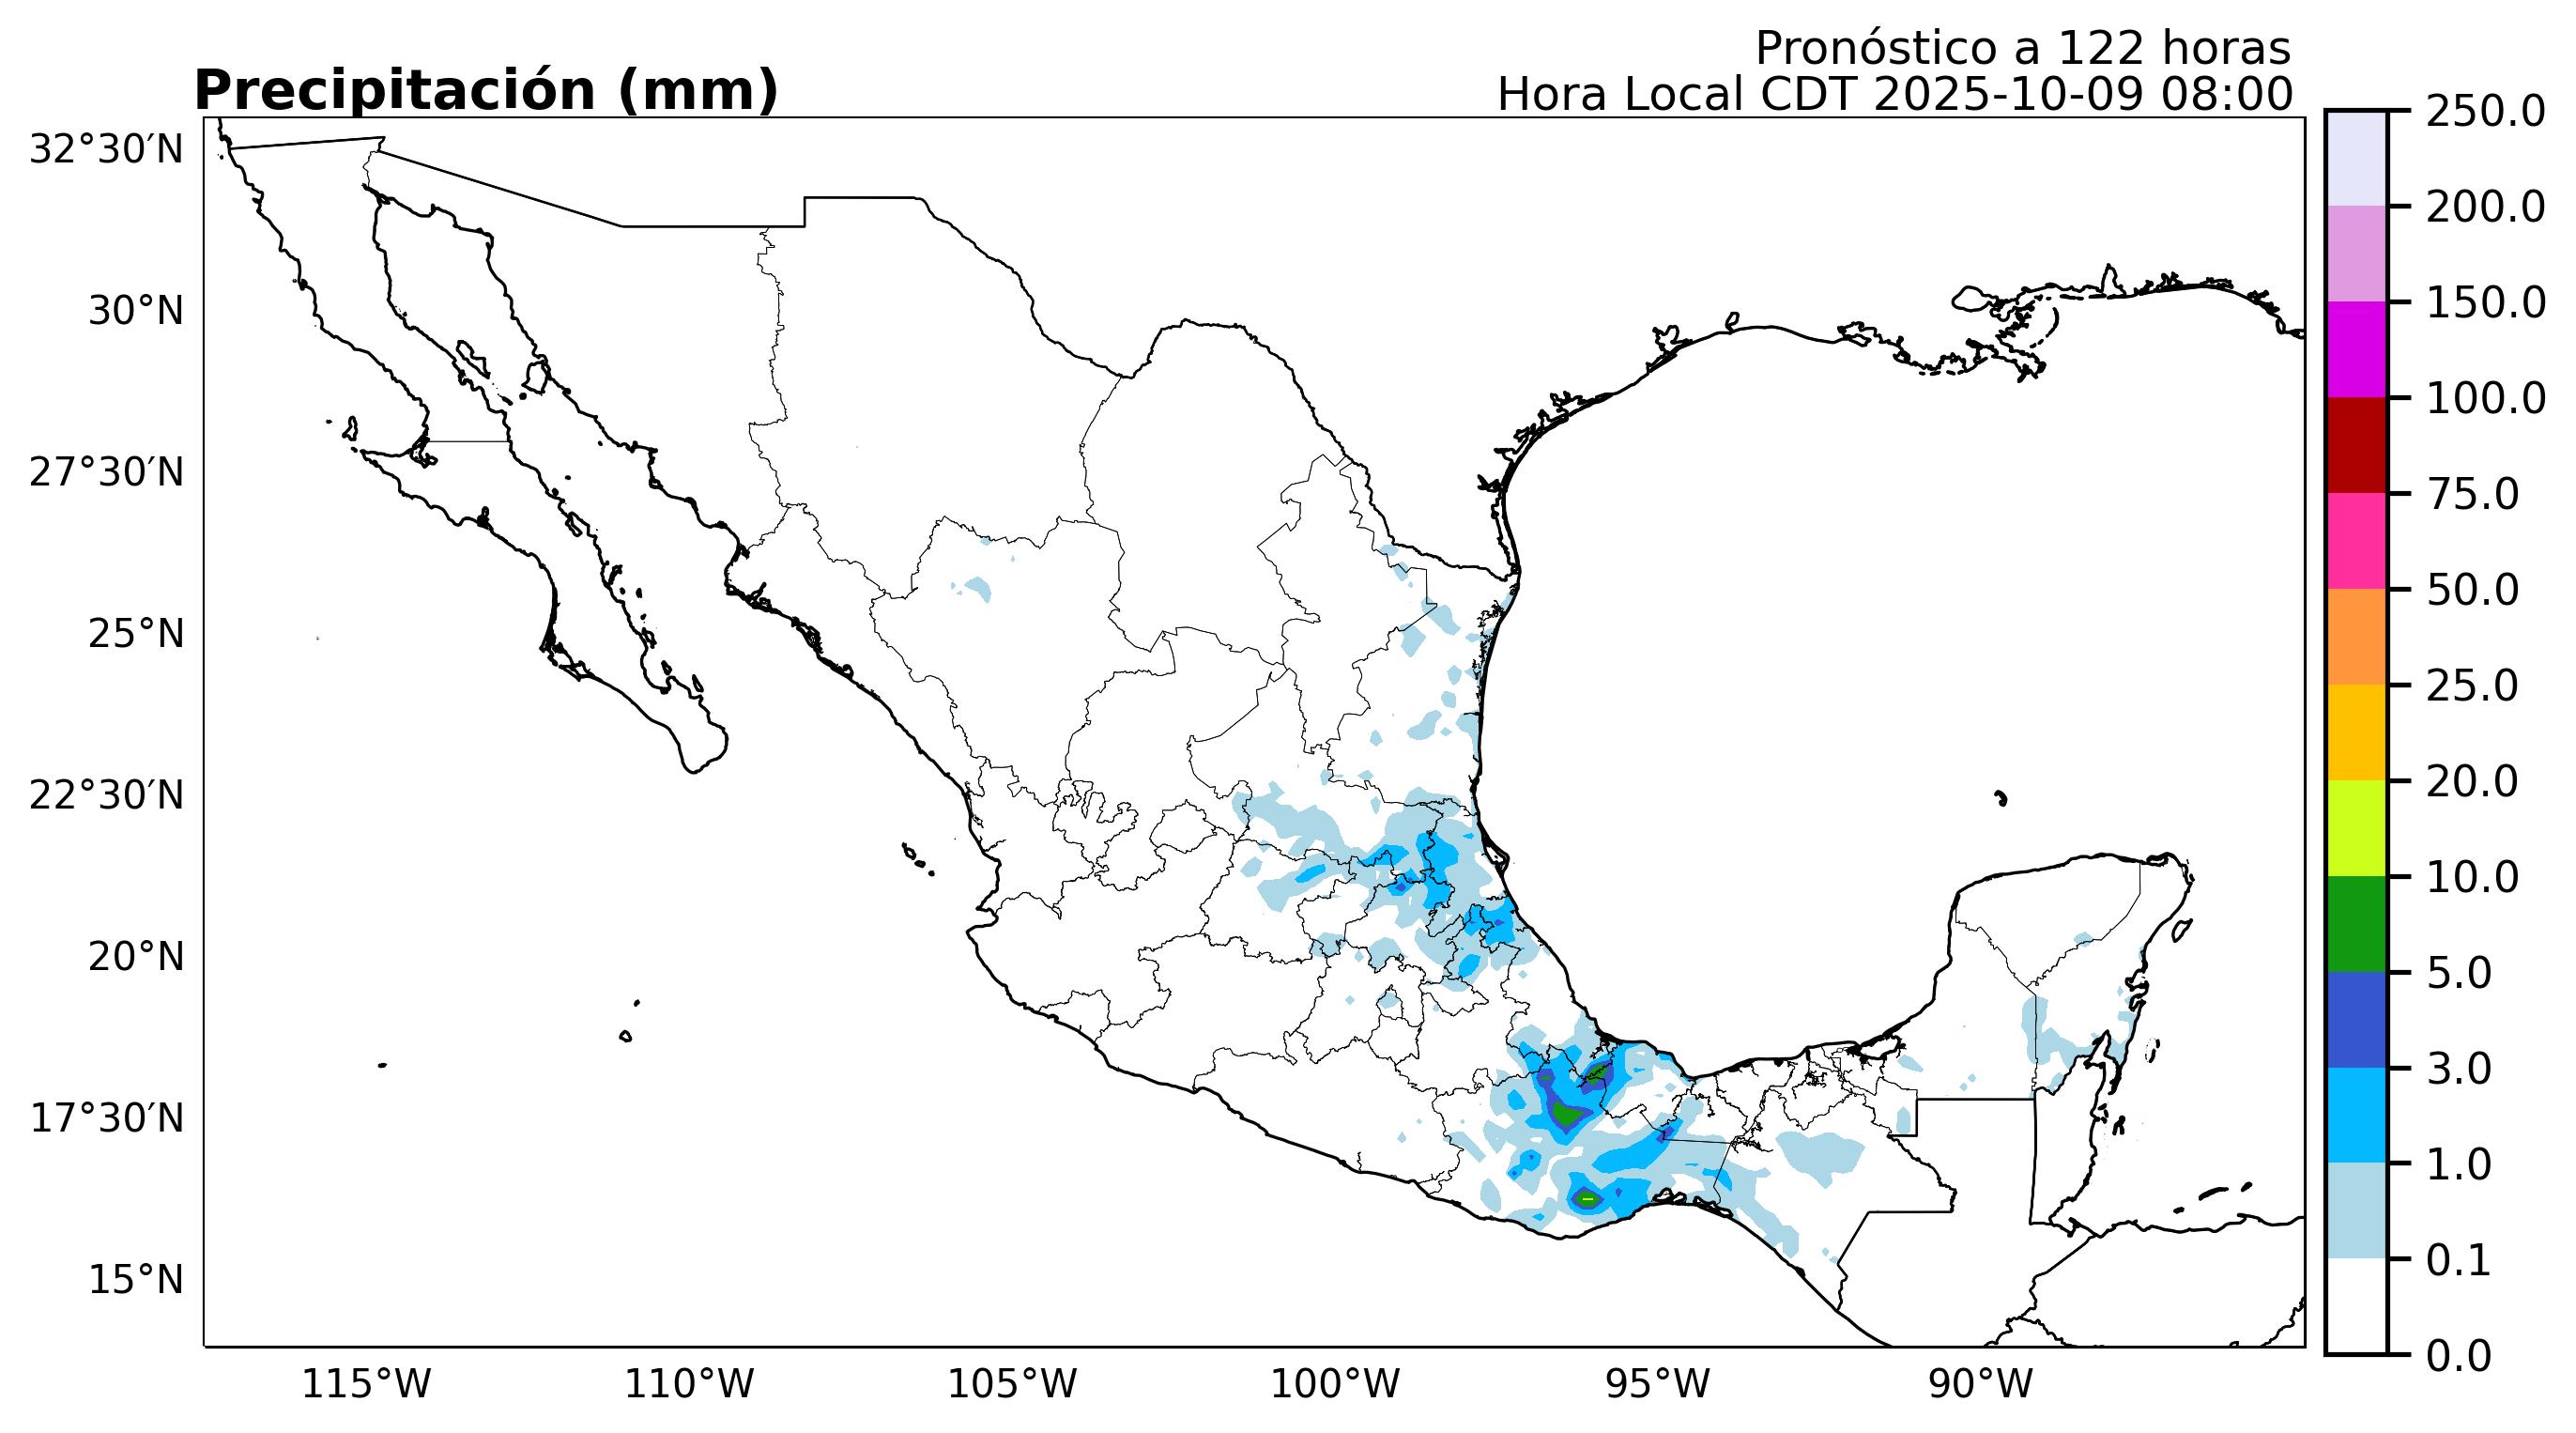 Pronóstico a 122 horas
Precipitación (mm)
Hora Local CDT 2025-10-09 08:00
32°30′N
30°N
27°30′N
25°N
22°30′N
20°N
17°30′N
15°N
115°W
110°W
105°W
100°W
95°W
90°W
250.0
200.0
150.0
100.0
75.0
50.0
25.0
20.0
10.0
5.0
3.0
1.0
0.1
0.0